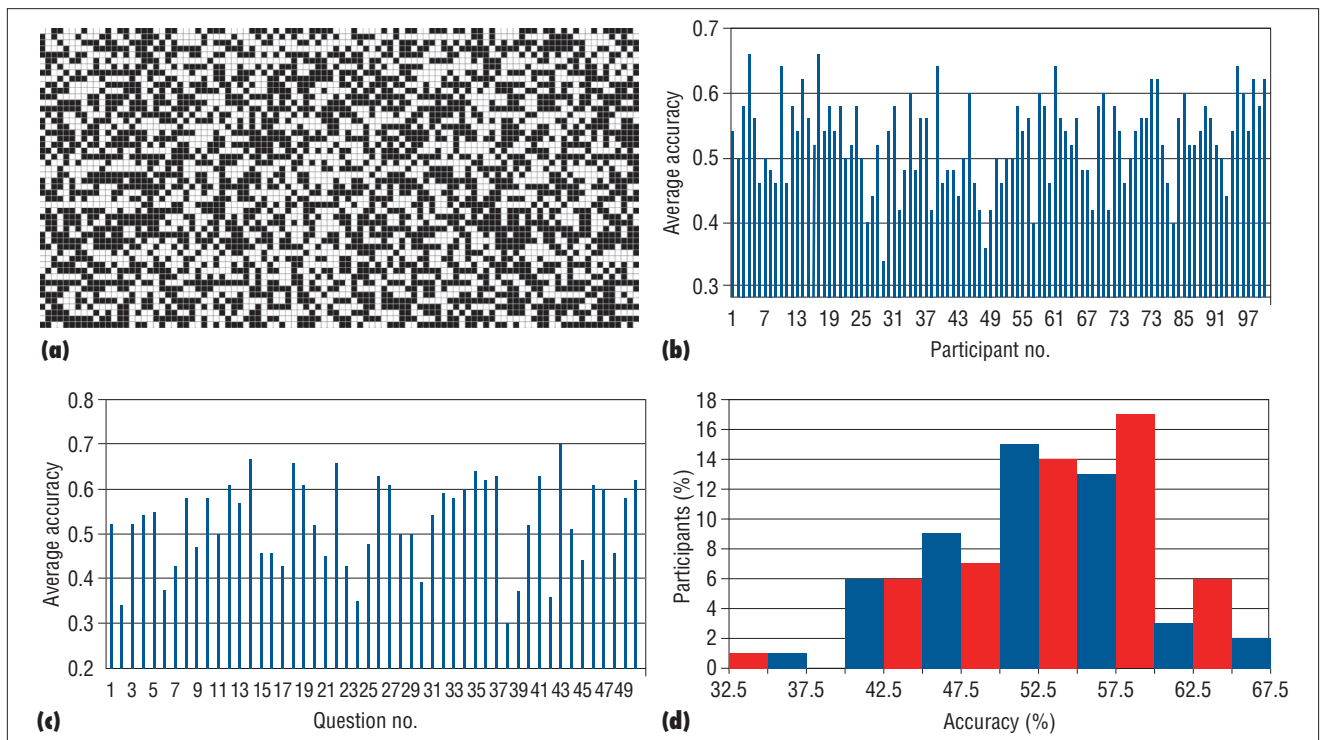 (a)
0.7
0.6
0.5
0.4
0.3
Average accuracy
1 7 13 19 25 31 37 43 49 55 61 67 73 73 85 91 97
Participant no.
(b)
0.8
0.7
0.6
0.5
0.4
0.3
0.2
Average accuracy
1 3 5 7 9 11 13 15 17 19 21 23 25 27 29 31 33 35 37 39 41 43 45 47 49
Question no.
(c)
18
16
14
12
10
8
6
4
2
0
Participants (%)
32.5 37.5 42.5 47.5 52.5 57.5 62.5 67.5
Accuracy (%)
(d)